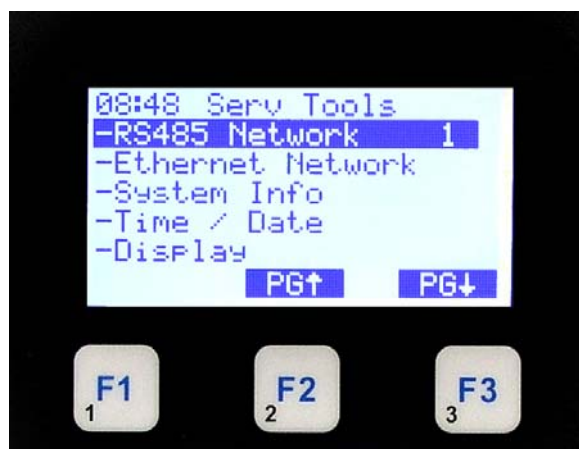 08:48 Serv Tools
-RS485 Network 1
-Ethernet Network
-System Info
-Time / Date
-Display
PG↑ PG↓
F1 F2 F3
1 2 3